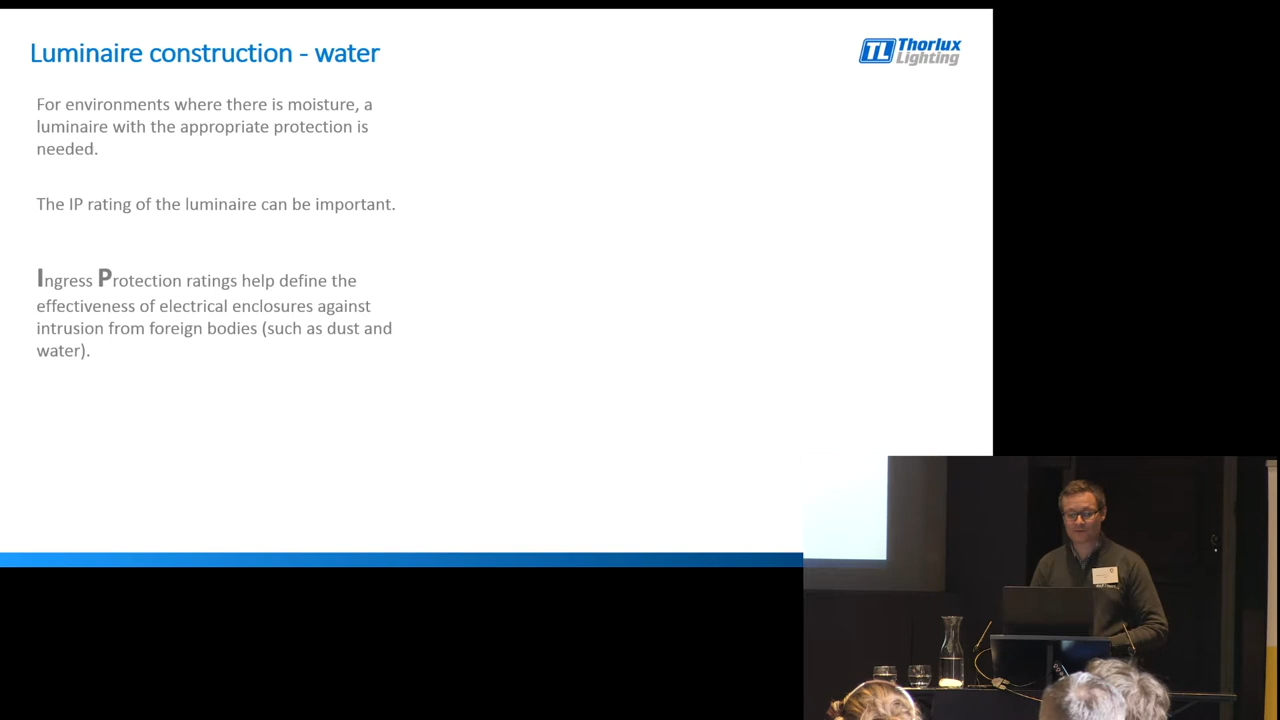 Luminaire construction - water
Thorlux
Lighting
TL
For environments where there is moisture, a
luminaire with the appropriate protection is
needed.
The IP rating of the luminaire can be important.
Ingress Protection ratings help define the
effectiveness of electrical enclosures against
intrusion from foreign bodies (such as dust and
water).